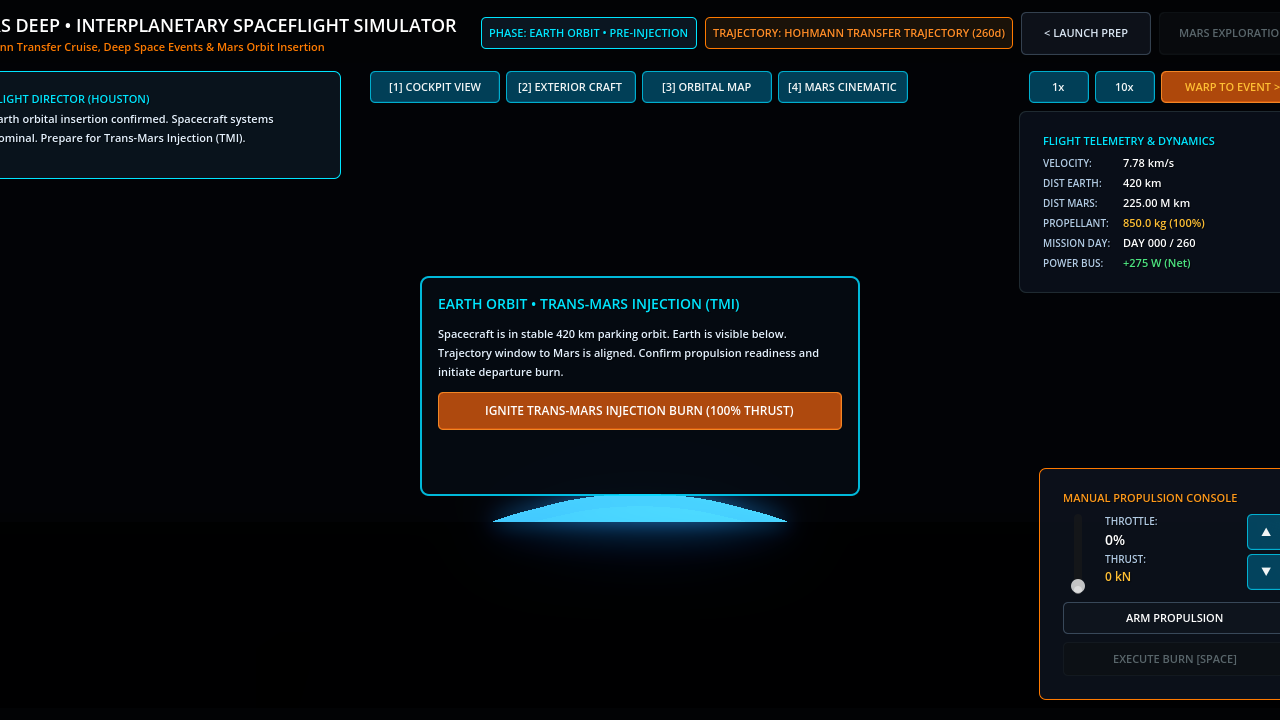 S DEEP • INTERPLANETARY SPACEFLIGHT SIMULATOR
nn Transfer Cruise, Deep Space Events & Mars Orbit Insertion
PHASE: EARTH ORBIT • PRE-INJECTION
TRAJECTORY: HOHMANN TRANSFER TRAJECTORY (260d)
< LAUNCH PREP
MARS EXPLORATIO
LIGHT DIRECTOR (HOUSTON)
arth orbital insertion confirmed. Spacecraft systems
ominal. Prepare for Trans-Mars Injection (TMI).
[1] COCKPIT VIEW
[2] EXTERIOR CRAFT
[3] ORBITAL MAP
[4] MARS CINEMATIC
1x
10x
WARP TO EVENT >
FLIGHT TELEMETRY & DYNAMICS
VELOCITY: 7.78 km/s
DIST EARTH: 420 km
DIST MARS: 225.00 M km
PROPELLANT: 850.0 kg (100%)
MISSION DAY: DAY 000 / 260
POWER BUS: +275 W (Net)
EARTH ORBIT • TRANS-MARS INJECTION (TMI)
Spacecraft is in stable 420 km parking orbit. Earth is visible below.
Trajectory window to Mars is aligned. Confirm propulsion readiness and
initiate departure burn.
IGNITE TRANS-MARS INJECTION BURN (100% THRUST)
MANUAL PROPULSION CONSOLE
THROTTLE:
0%
THRUST:
0 kN
▲
▼
ARM PROPULSION
EXECUTE BURN [SPACE]